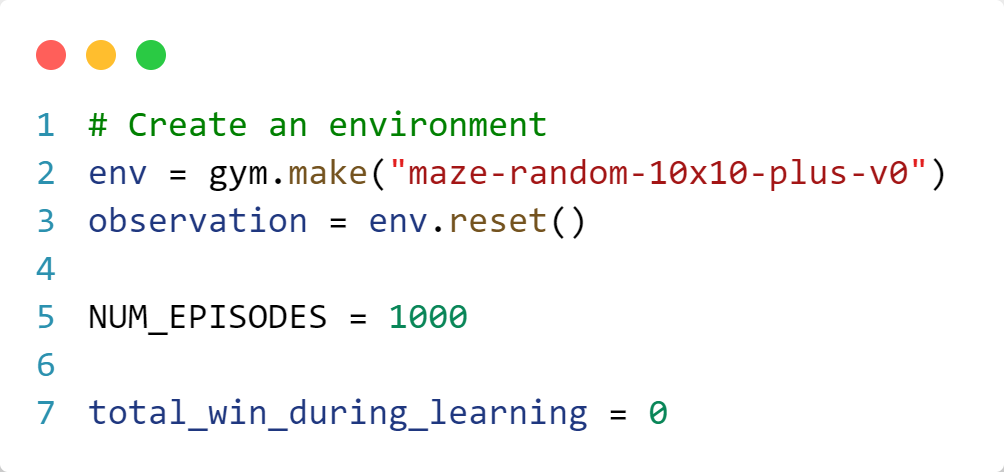 1 # Create an environment
2 env = gym.make("maze-random-10x10-plus-v0")
3 observation = env.reset()
4
5 NUM_EPISODES = 1000
6
7 total_win_during_learning = 0